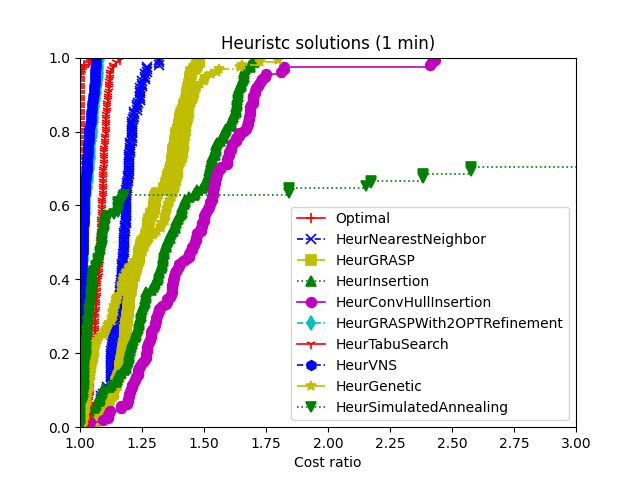 Heuristc solutions (1 min)
1.0
0.8
0.6
0.4
0.2
0.0
Optimal
HeurNearestNeighbor
HeurGRASP
HeurInsertion
HeurConvHullInsertion
HeurGRASPWith2OPTRefinement
HeurTabuSearch
HeurVNS
HeurGenetic
HeurSimulatedAnnealing
1.00 1.25 1.50 1.75 2.00 2.25 2.50 2.75 3.00
Cost ratio